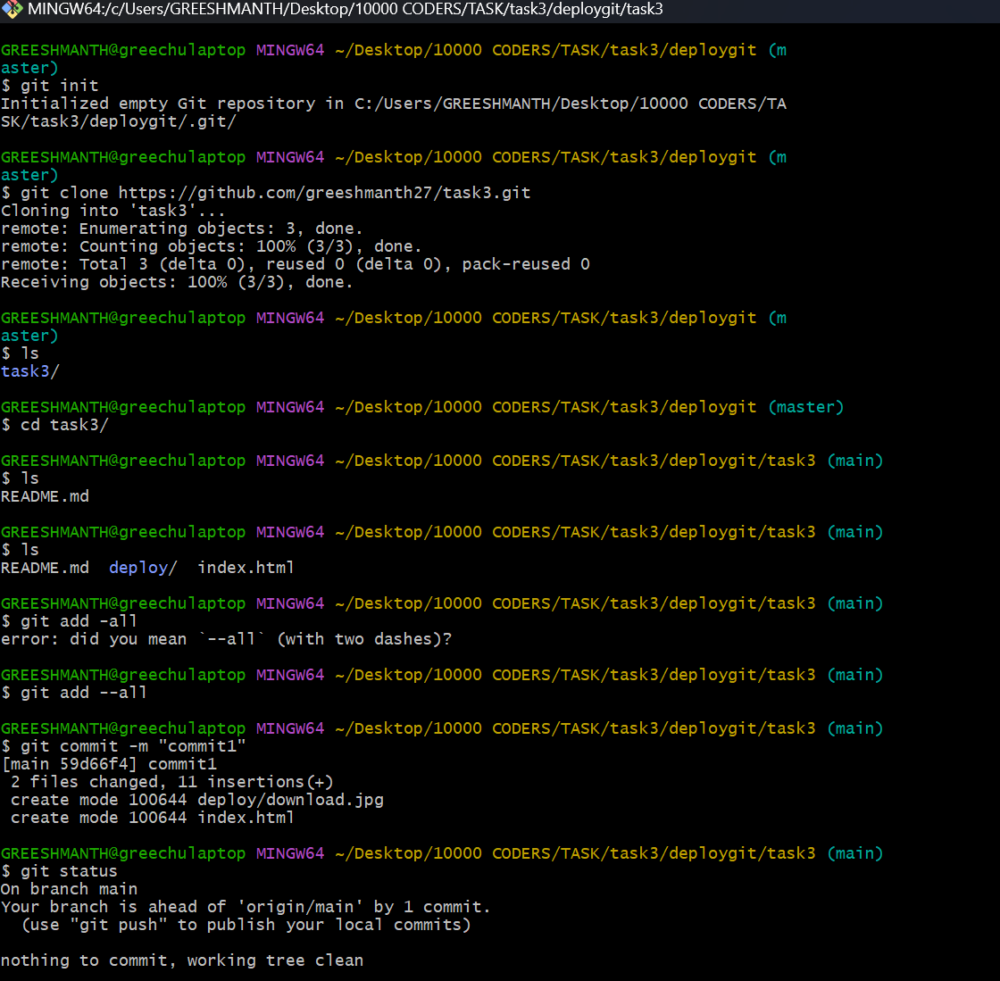 MINGW64:/c/Users/GREESHMANTH/Desktop/10000 CODERS/TASK/task3/deploygit/task3
GREESHMANTH@greechulaptop MINGW64 ~/Desktop/10000 CODERS/TASK/task3/deploygit (m
aster)
$ git init
Initialized empty Git repository in C:/Users/GREESHMANTH/Desktop/10000 CODERS/TA
SK/task3/deploygit/.git/
GREESHMANTH@greechulaptop MINGW64 ~/Desktop/10000 CODERS/TASK/task3/deploygit (m
aster)
$ git clone https://github.com/greeshmanth27/task3.git
Cloning into 'task3'...
remote: Enumerating objects: 3, done.
remote: Counting objects: 100% (3/3), done.
remote: Total 3 (delta 0), reused 0 (delta 0), pack-reused 0
Receiving objects: 100% (3/3), done.
GREESHMANTH@greechulaptop MINGW64 ~/Desktop/10000 CODERS/TASK/task3/deploygit (m
aster)
$ ls
task3/
GREESHMANTH@greechulaptop MINGW64 ~/Desktop/10000 CODERS/TASK/task3/deploygit (master)
$ cd task3/
GREESHMANTH@greechulaptop MINGW64 ~/Desktop/10000 CODERS/TASK/task3/deploygit/task3 (main)
$ ls
README.md
GREESHMANTH@greechulaptop MINGW64 ~/Desktop/10000 CODERS/TASK/task3/deploygit/task3 (main)
$ ls
README.md  deploy/  index.html
GREESHMANTH@greechulaptop MINGW64 ~/Desktop/10000 CODERS/TASK/task3/deploygit/task3 (main)
$ git add -all
error: did you mean `--all` (with two dashes)?
GREESHMANTH@greechulaptop MINGW64 ~/Desktop/10000 CODERS/TASK/task3/deploygit/task3 (main)
$ git add --all
GREESHMANTH@greechulaptop MINGW64 ~/Desktop/10000 CODERS/TASK/task3/deploygit/task3 (main)
$ git commit -m "commit1"
[main 59d66f4] commit1
 2 files changed, 11 insertions(+)
 create mode 100644 deploy/download.jpg
 create mode 100644 index.html
GREESHMANTH@greechulaptop MINGW64 ~/Desktop/10000 CODERS/TASK/task3/deploygit/task3 (main)
$ git status
On branch main
Your branch is ahead of 'origin/main' by 1 commit.
  (use "git push" to publish your local commits)
nothing to commit, working tree clean